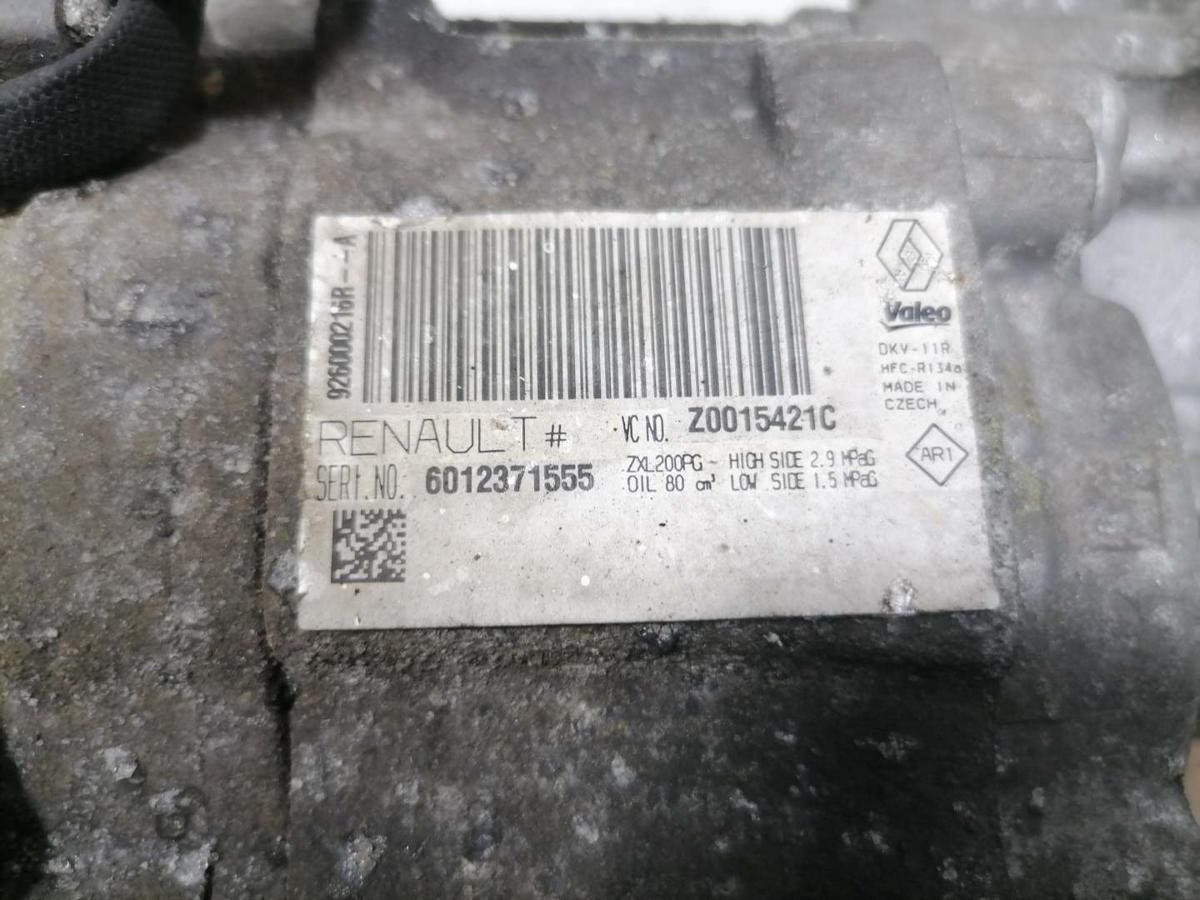 926000216R--A
Valeo
DKV-11R
HFC-R134a
MADE IN
CZECH
RENAULT # VC NO. Z0015421C
SERI.NO. 6012371555
ZXL200PG - HIGH SIDE 2.9 MPaG
OIL 80 cm³ LOW SIDE 1.5 MPaG
AR1